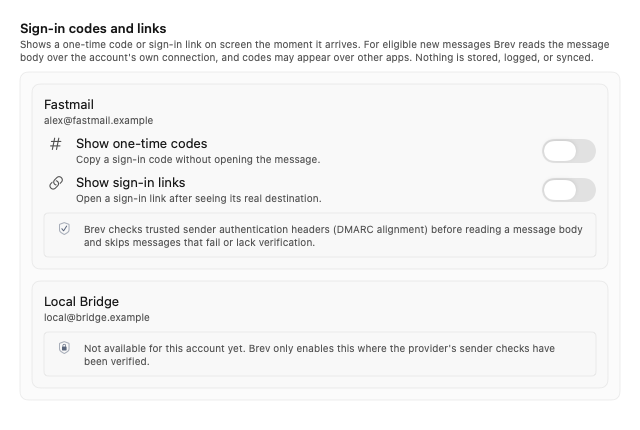 Sign-in codes and links
Shows a one-time code or sign-in link on screen the moment it arrives. For eligible new messages Brev reads the message
body over the account's own connection, and codes may appear over other apps. Nothing is stored, logged, or synced.
Fastmail
alex@fastmail.example
Show one-time codes
Copy a sign-in code without opening the message.
Show sign-in links
Open a sign-in link after seeing its real destination.
Brev checks trusted sender authentication headers (DMARC alignment) before reading a message body
and skips messages that fail or lack verification.
Local Bridge
local@bridge.example
Not available for this account yet. Brev only enables this where the provider's sender checks have
been verified.